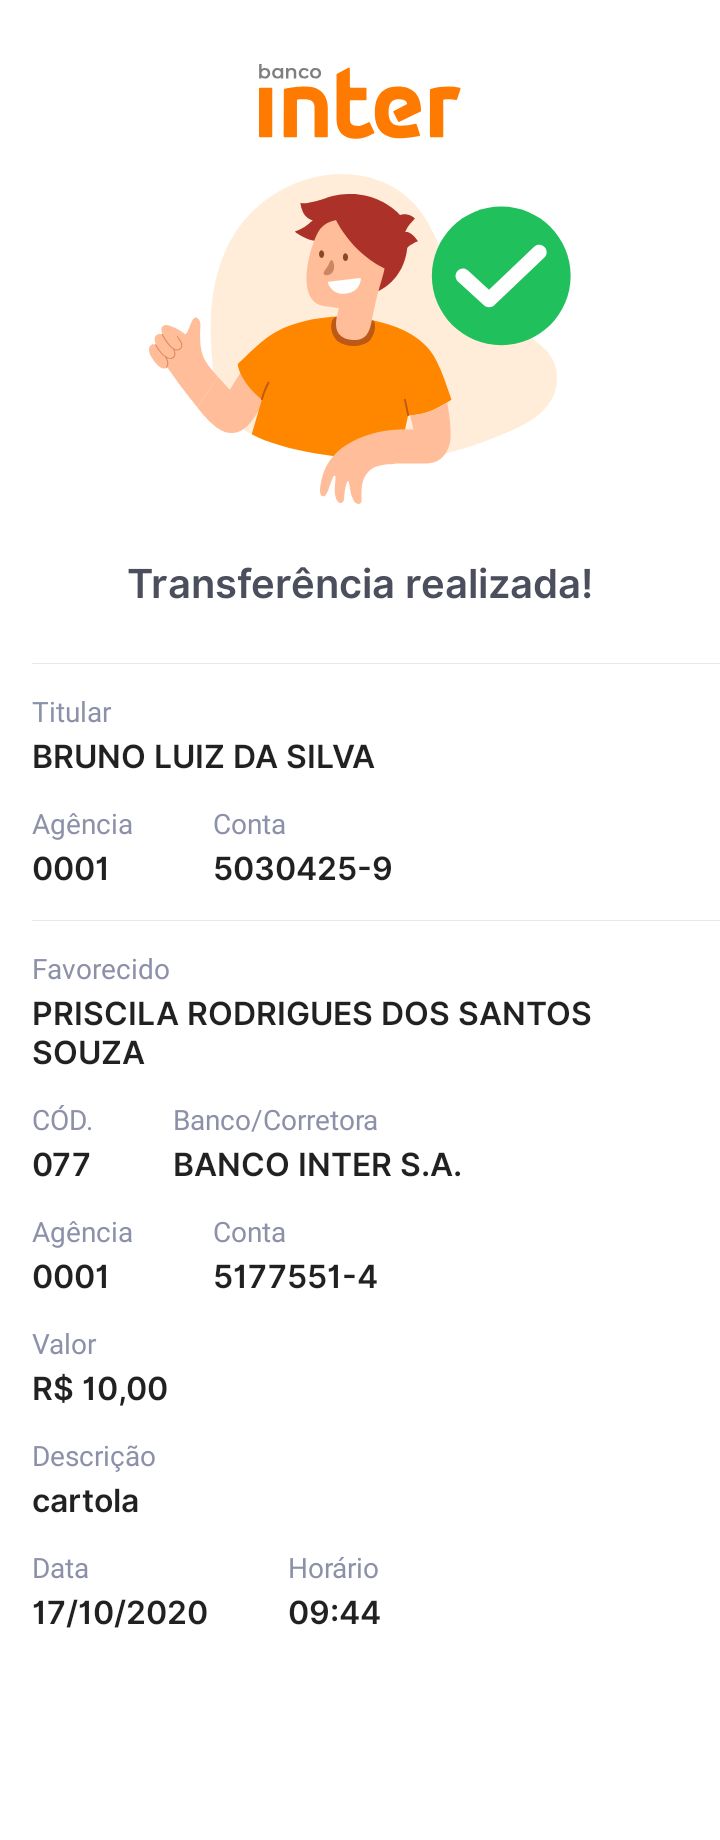 banco
inter
Transferência realizada!
Titular
BRUNO LUIZ DA SILVA
Agência Conta
0001 5030425-9
Favorecido
PRISCILA RODRIGUES DOS SANTOS
SOUZA
CÓD. Banco/Corretora
077 BANCO INTER S.A.
Agência Conta
0001 5177551-4
Valor
R$ 10,00
Descrição
cartola
Data Horário
17/10/2020 09:44